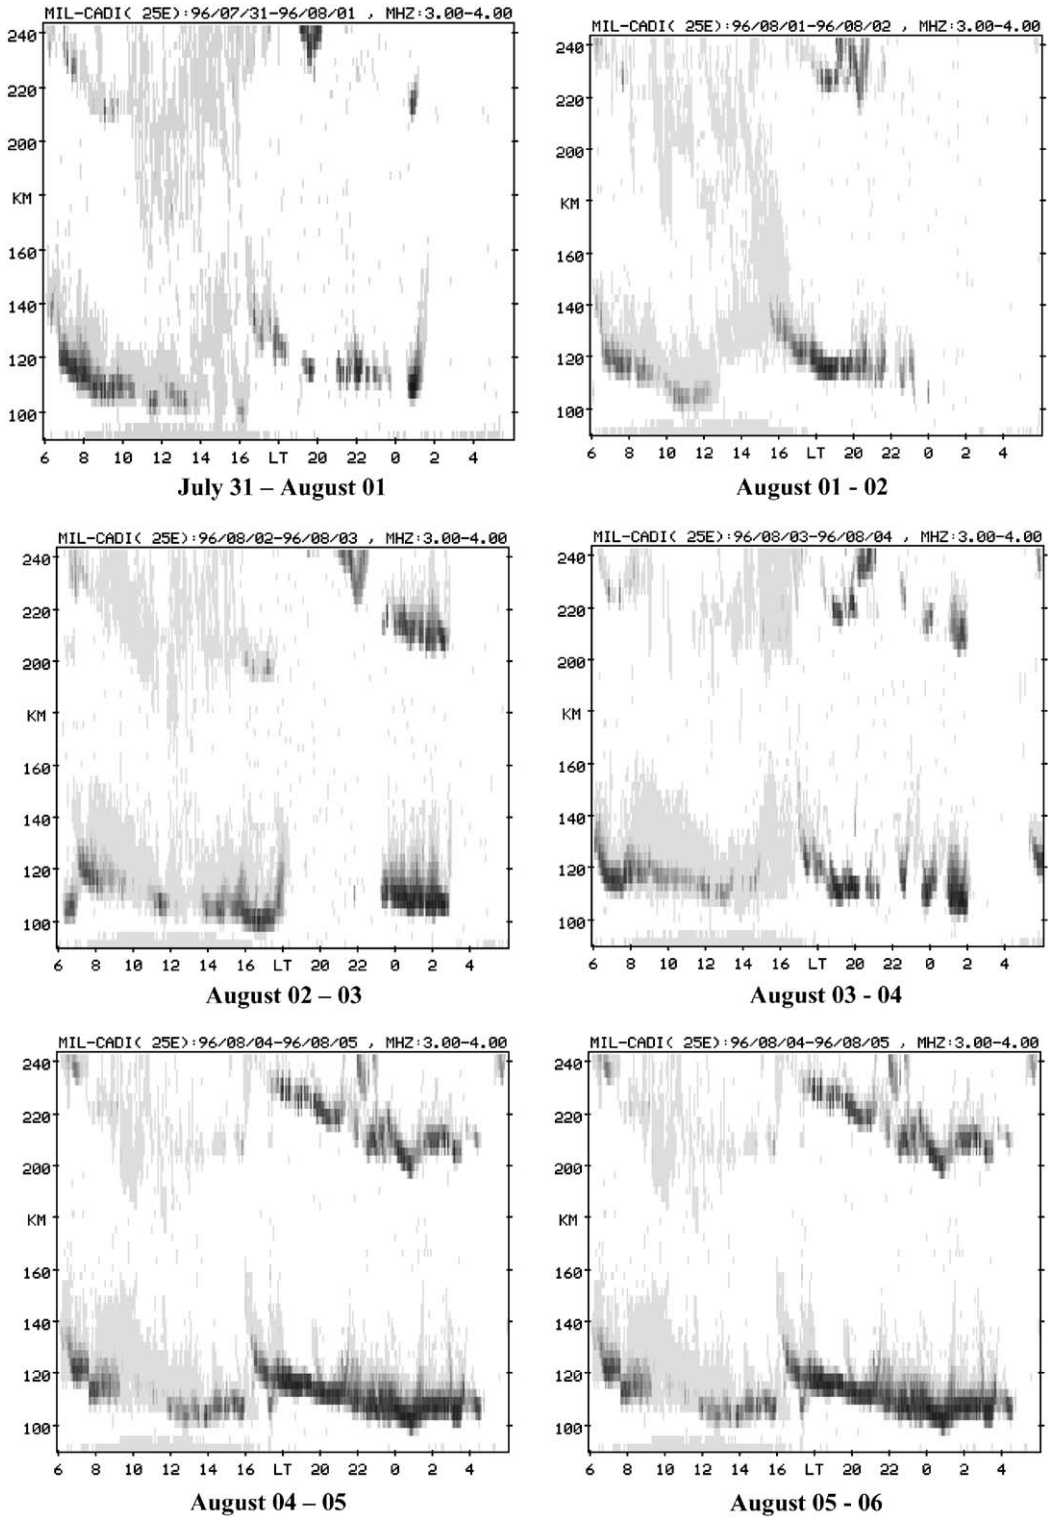 MIL-CADI( 25E):96/07/31-96/08/01 , MHZ:3.00-4.00
240
220
200
KM
160
140
120
100
6 8 10 12 14 16 LT 20 22 0 2 4
July 31 – August 01
MIL-CADI( 25E):96/08/01-96/08/02 , MHZ:3.00-4.00
240
220
200
KM
160
140
120
100
6 8 10 12 14 16 LT 20 22 0 2 4
August 01 - 02
MIL-CADI( 25E):96/08/02-96/08/03 , MHZ:3.00-4.00
240
220
200
KM
160
140
120
100
6 8 10 12 14 16 LT 20 22 0 2 4
August 02 – 03
MIL-CADI( 25E):96/08/03-96/08/04 , MHZ:3.00-4.00
240
220
200
KM
160
140
120
100
6 8 10 12 14 16 LT 20 22 0 2 4
August 03 - 04
MIL-CADI( 25E):96/08/04-96/08/05 , MHZ:3.00-4.00
240
220
200
KM
160
140
120
100
6 8 10 12 14 16 LT 20 22 0 2 4
August 04 – 05
MIL-CADI( 25E):96/08/04-96/08/05 , MHZ:3.00-4.00
240
220
200
KM
160
140
120
100
6 8 10 12 14 16 LT 20 22 0 2 4
August 05 - 06